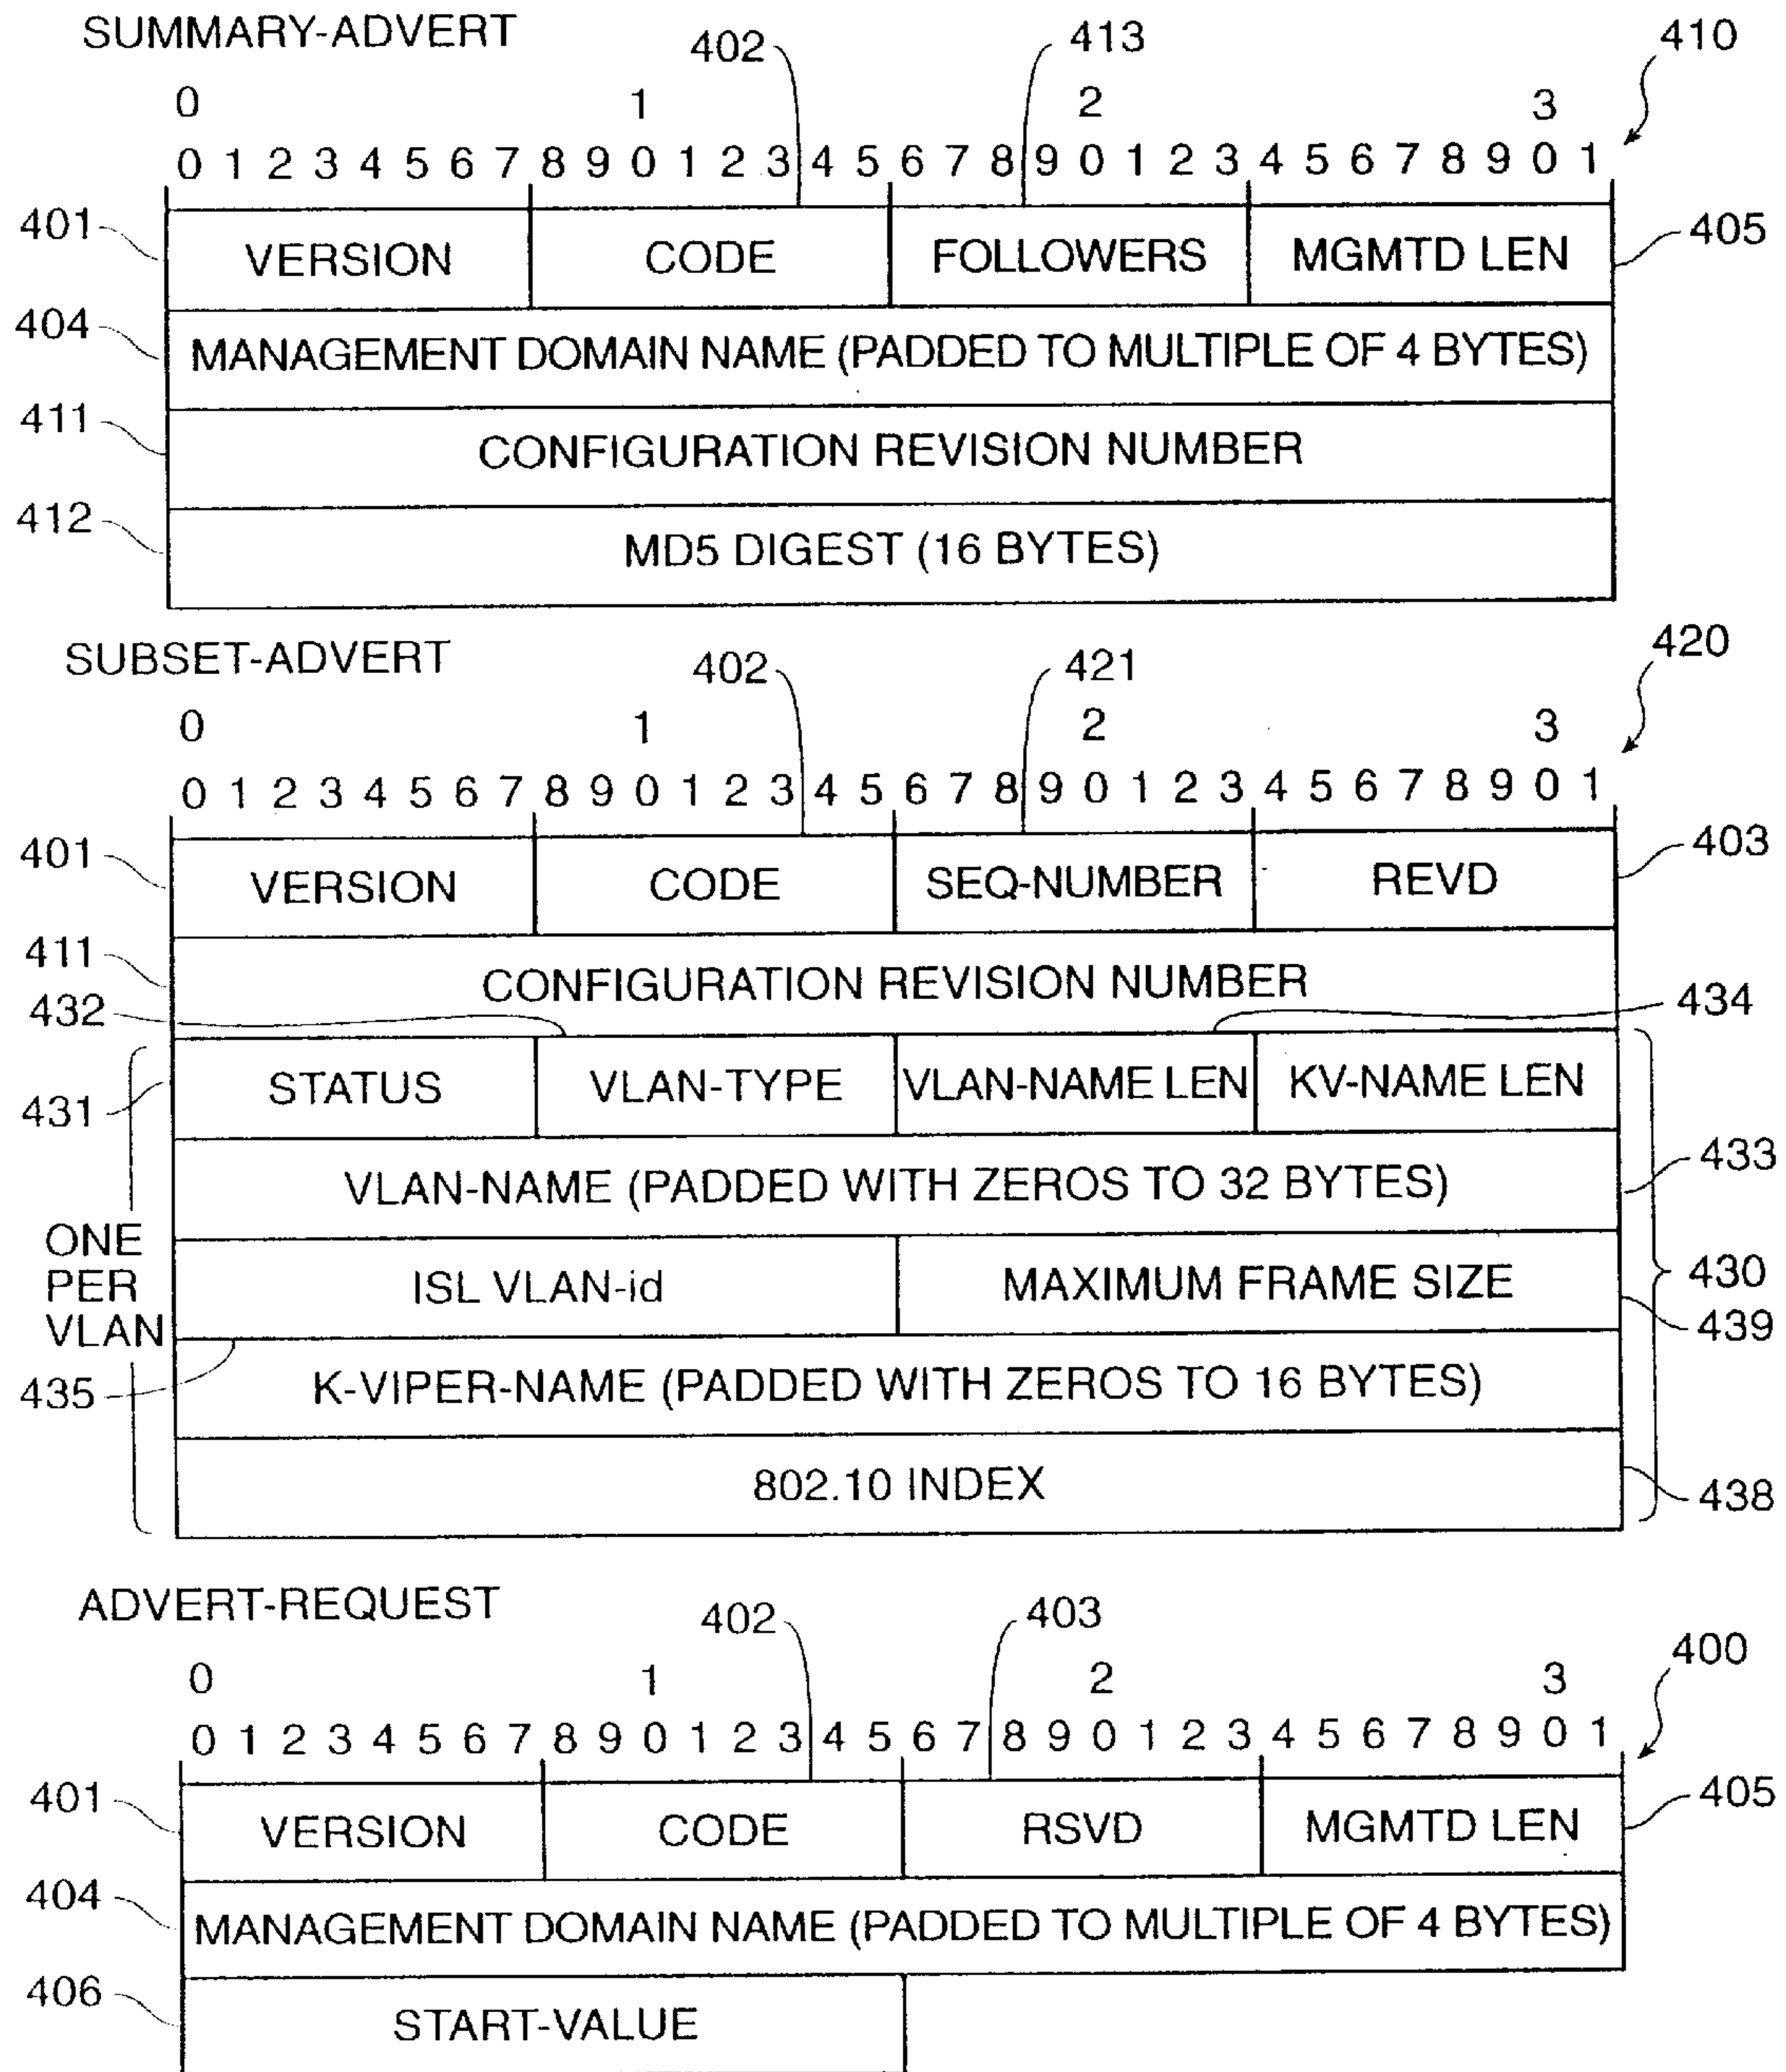 SUMMARY-ADVERT
402 413 410
0 1 2 3
0 1 2 3 4 5 6 7 8 9 0 1 2 3 4 5 6 7 8 9 0 1 2 3 4 5 6 7 8 9 0 1
401 VERSION CODE FOLLOWERS MGMTD LEN 405
404 MANAGEMENT DOMAIN NAME (PADDED TO MULTIPLE OF 4 BYTES)
411 CONFIGURATION REVISION NUMBER
412 MD5 DIGEST (16 BYTES)
SUBSET-ADVERT
402 421 420
0 1 2 3
0 1 2 3 4 5 6 7 8 9 0 1 2 3 4 5 6 7 8 9 0 1 2 3 4 5 6 7 8 9 0 1
401 VERSION CODE SEQ-NUMBER REVD 403
411 CONFIGURATION REVISION NUMBER
432 434
431 STATUS VLAN-TYPE VLAN-NAME LEN KV-NAME LEN
VLAN-NAME (PADDED WITH ZEROS TO 32 BYTES) 433
ONE
PER
VLAN
ISL VLAN-id MAXIMUM FRAME SIZE 430
439
435 K-VIPER-NAME (PADDED WITH ZEROS TO 16 BYTES)
802.10 INDEX 438
ADVERT-REQUEST
402 403 400
0 1 2 3
0 1 2 3 4 5 6 7 8 9 0 1 2 3 4 5 6 7 8 9 0 1 2 3 4 5 6 7 8 9 0 1
401 VERSION CODE RSVD MGMTD LEN 405
404 MANAGEMENT DOMAIN NAME (PADDED TO MULTIPLE OF 4 BYTES)
406 START-VALUE